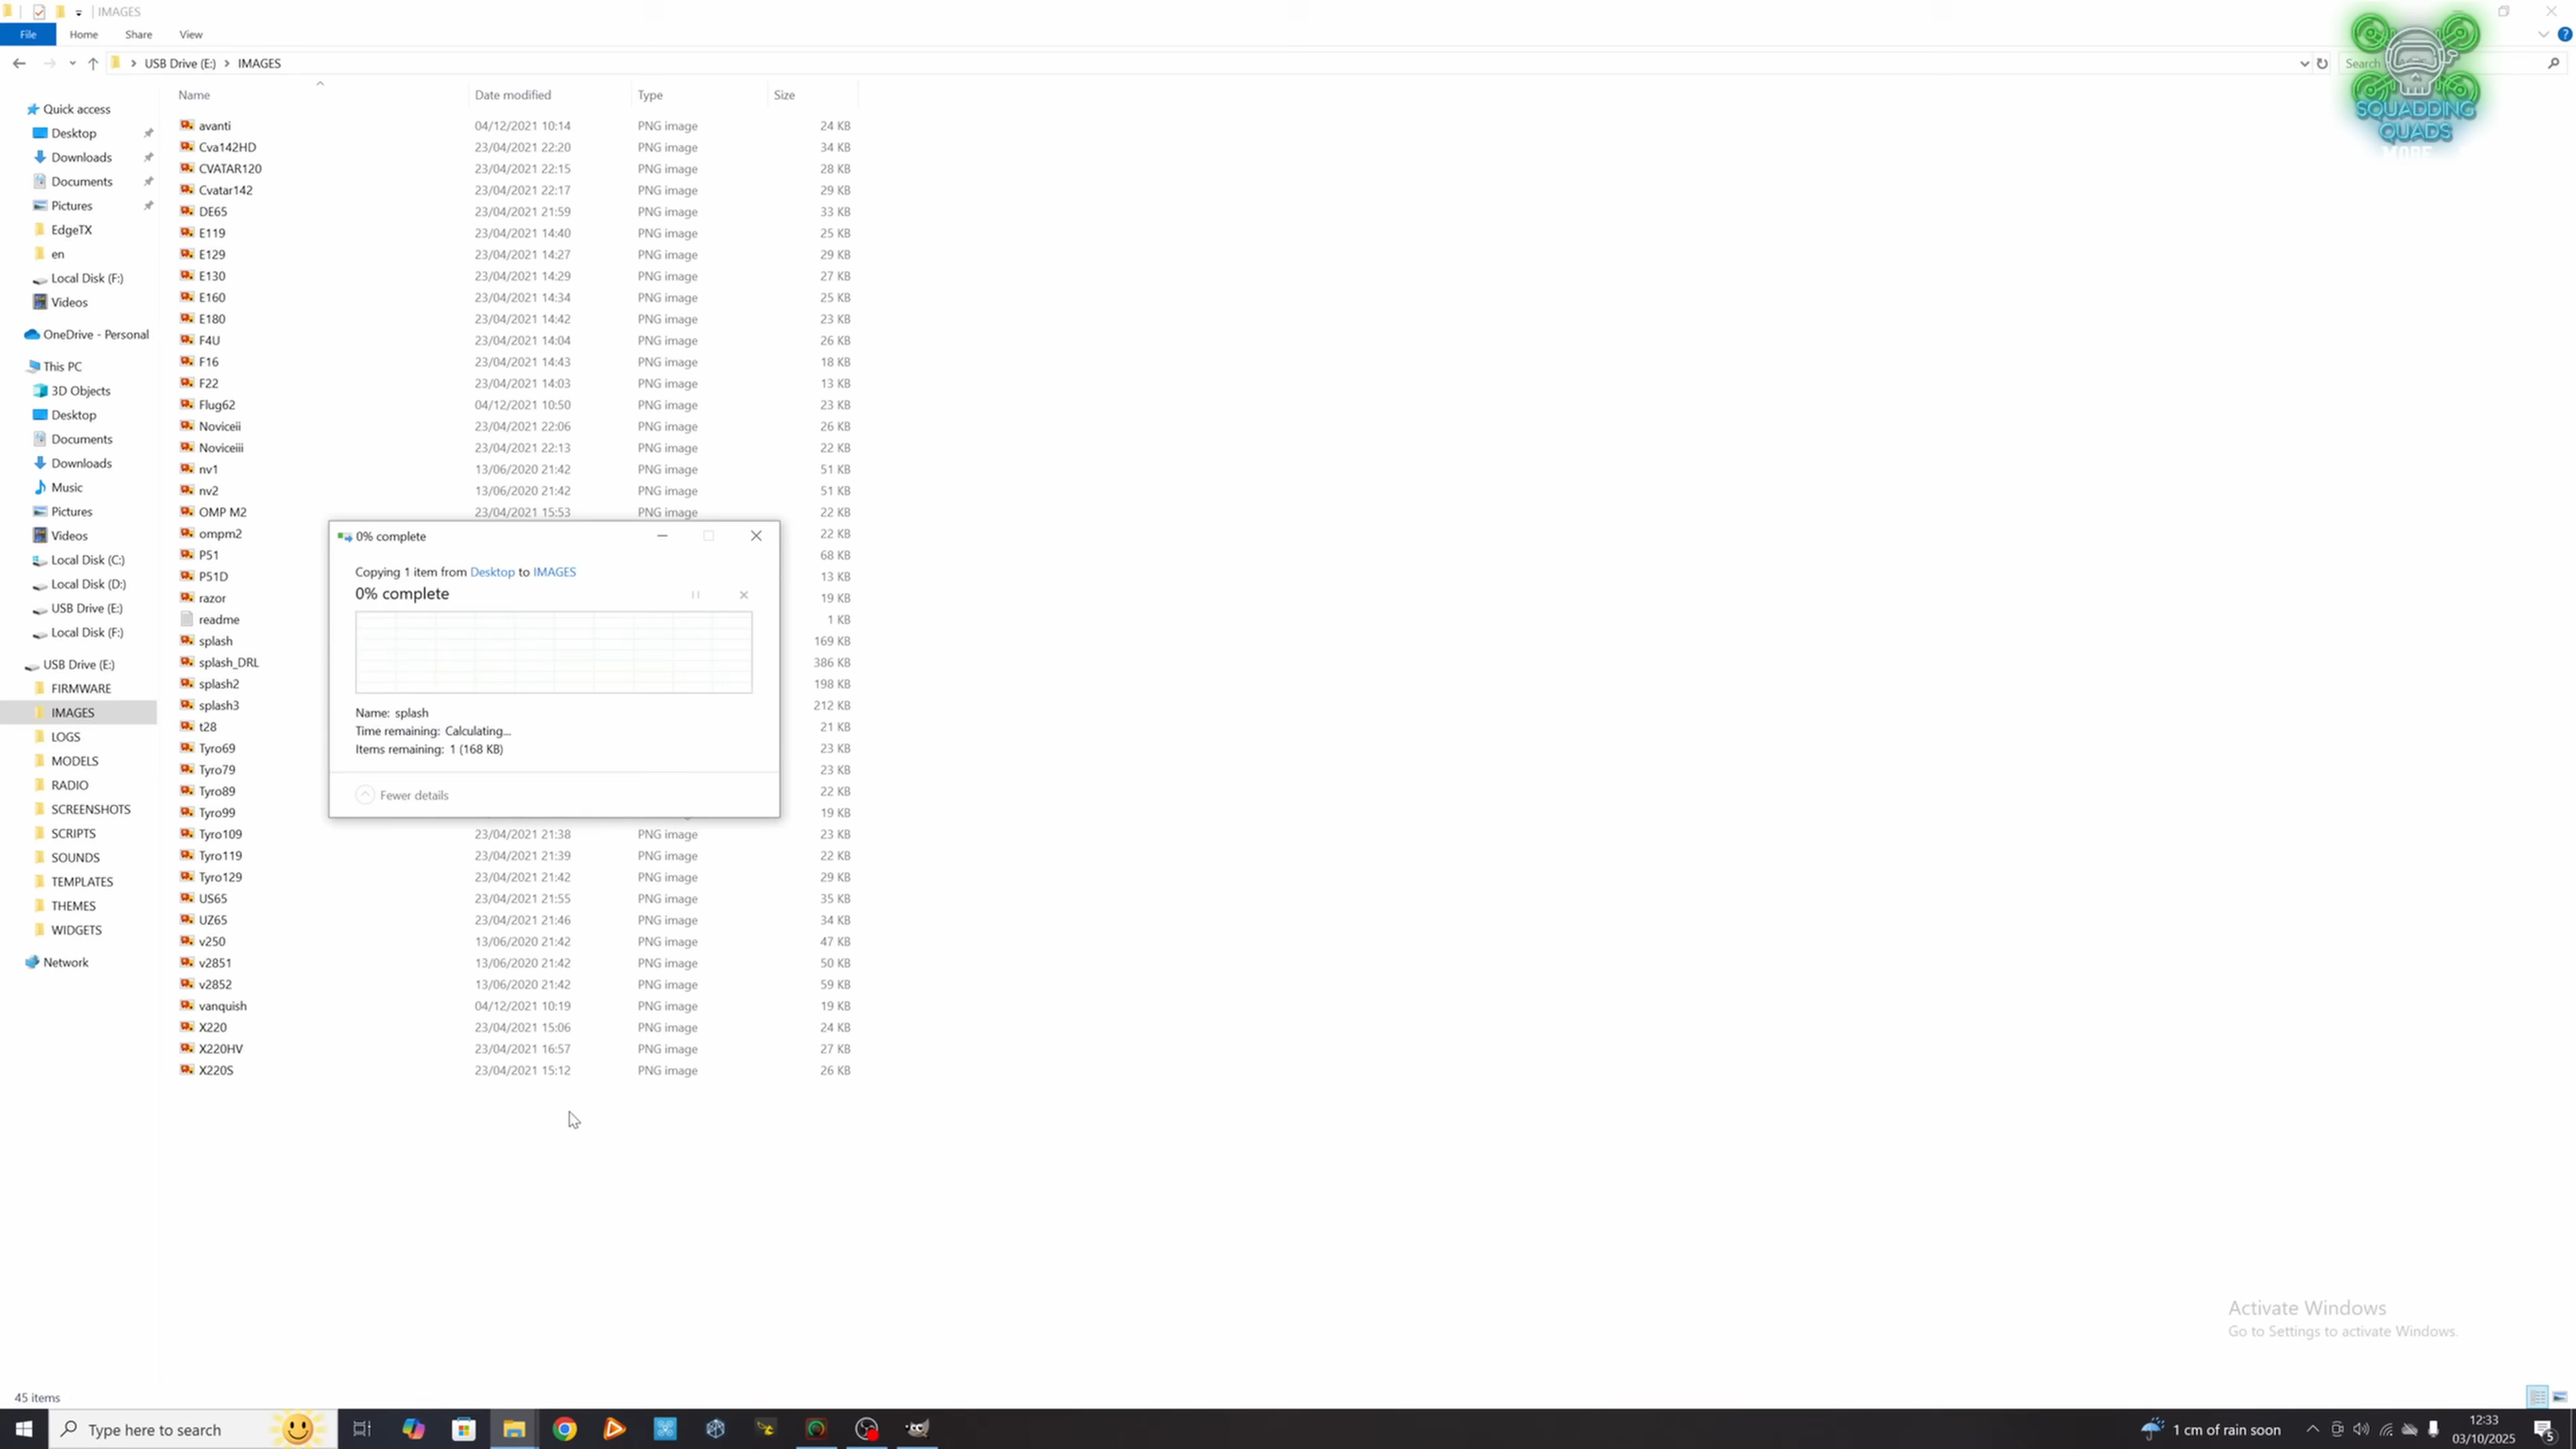 IMAGES
File Home Share View
USB Drive (E:) IMAGES Search
Name Date modified Type Size
Quick access
Desktop
Downloads
Documents
Pictures
EdgeTX
en
Local Disk (F:)
Videos
OneDrive - Personal
This PC
3D Objects
Desktop
Documents
Downloads
Music
Pictures
Videos
Local Disk (C:)
Local Disk (D:)
USB Drive (E:)
Local Disk (F:)
USB Drive (E:)
FIRMWARE
IMAGES
LOGS
MODELS
RADIO
SCREENSHOTS
SCRIPTS
SOUNDS
TEMPLATES
THEMES
WIDGETS
Network
avanti 04/12/2021 10:14 PNG image 24 KB
Cva142HD 23/04/2021 22:20 PNG image 34 KB
CVATAR120 23/04/2021 22:15 PNG image 28 KB
Cvatar142 23/04/2021 22:17 PNG image 29 KB
DE65 23/04/2021 21:59 PNG image 33 KB
E119 23/04/2021 14:40 PNG image 25 KB
E129 23/04/2021 14:27 PNG image 29 KB
E130 23/04/2021 14:29 PNG image 27 KB
E160 23/04/2021 14:34 PNG image 25 KB
E180 23/04/2021 14:42 PNG image 23 KB
F4U 23/04/2021 14:04 PNG image 26 KB
F16 23/04/2021 14:43 PNG image 18 KB
F22 23/04/2021 14:03 PNG image 13 KB
Flug62 04/12/2021 10:50 PNG image 23 KB
Noviceii 23/04/2021 22:06 PNG image 26 KB
Noviceiii 23/04/2021 22:13 PNG image 22 KB
nv1 13/06/2020 21:42 PNG image 51 KB
nv2 13/06/2020 21:42 PNG image 51 KB
OMP M2 23/04/2021 15:53 PNG image 22 KB
ompm2 22 KB
P51 68 KB
P51D 13 KB
razor 19 KB
readme 1 KB
splash 169 KB
splash_DRL 386 KB
splash2 198 KB
splash3 212 KB
t28 21 KB
Tyro69 23 KB
Tyro79 23 KB
Tyro89 22 KB
Tyro99 19 KB
Tyro109 23/04/2021 21:38 PNG image 23 KB
Tyro119 23/04/2021 21:39 PNG image 22 KB
Tyro129 23/04/2021 21:42 PNG image 29 KB
US65 23/04/2021 21:55 PNG image 35 KB
UZ65 23/04/2021 21:46 PNG image 34 KB
v250 13/06/2020 21:42 PNG image 47 KB
v2851 13/06/2020 21:42 PNG image 50 KB
v2852 13/06/2020 21:42 PNG image 59 KB
vanquish 04/12/2021 10:19 PNG image 19 KB
X220 23/04/2021 15:06 PNG image 24 KB
X220HV 23/04/2021 16:57 PNG image 27 KB
X220S 23/04/2021 15:12 PNG image 26 KB
0% complete
Copying 1 item from Desktop to IMAGES
0% complete
Name: splash
Time remaining: Calculating...
Items remaining: 1 (168 KB)
Fewer details
SQUADDING
QUADS
MORE
Activate Windows
Go to Settings to activate Windows.
45 items
Type here to search
1 cm of rain soon
12:33
03/10/2025
5